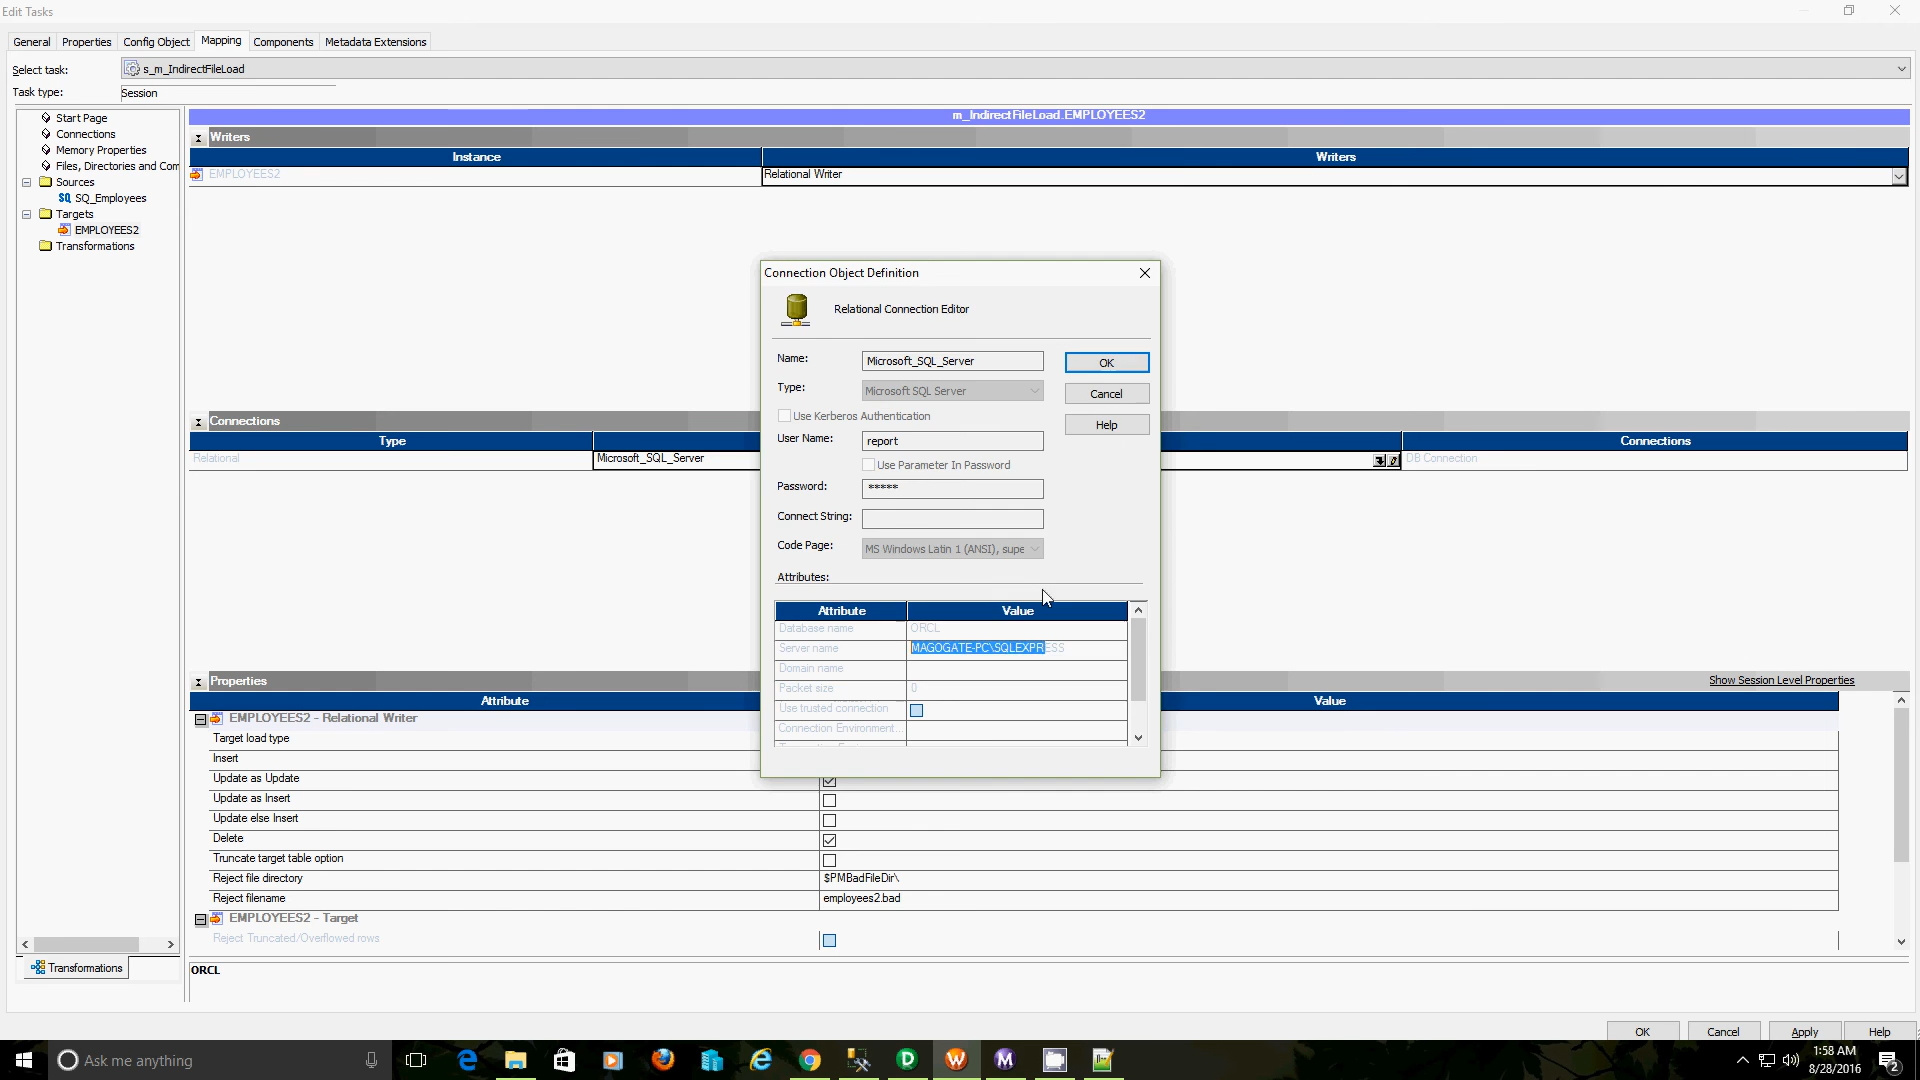 Edit Tasks
General Properties Config Object Mapping Components Metadata Extensions
Select task: s_m_IndirectFileLoad
Task type: Session
Start Page
Connections
Memory Properties
Files, Directories and Com
Sources
SQ SQ_Employees
Targets
EMPLOYEES2
Transformations
Transformations
m_IndirectFileLoad.EMPLOYEES2
Writers
Instance Writers
EMPLOYEES2 Relational Writer
Connections
Type Connections
Relational Microsoft_SQL_Server DB Connection
Properties Show Session Level Properties
Attribute Value
EMPLOYEES2 - Relational Writer
Target load type
Insert
Update as Update
Update as Insert
Update else Insert
Delete
Truncate target table option
Reject file directory $PMBadFileDir\
Reject filename employees2.bad
EMPLOYEES2 - Target
Reject Truncated/Overflowed rows
ORCL
OK Cancel Apply Help
Connection Object Definition
Relational Connection Editor
Name: Microsoft_SQL_Server OK
Type: Microsoft SQL Server Cancel
Use Kerberos Authentication Help
User Name: report
Use Parameter In Password
Password: *****
Connect String:
Code Page: MS Windows Latin 1 (ANSI), supe
Attributes:
Attribute Value
Database name ORCL
Server name MAGOGATE-PC\SQLEXPRESS
Domain name
Packet size 0
Use trusted connection
Connection Environment...
Ask me anything
1:58 AM
8/28/2016
2